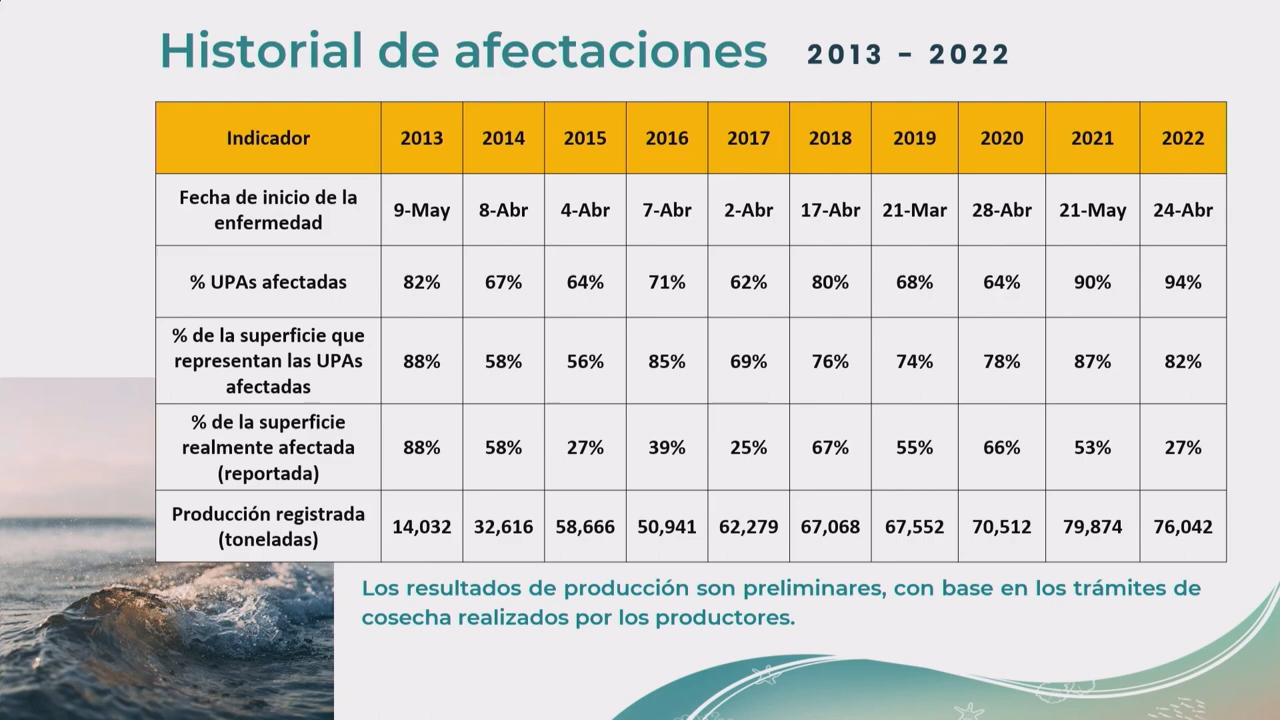 Historial de afectaciones 2013 - 2022
Indicador 2013 2014 2015 2016 2017 2018 2019 2020 2021 2022
Fecha de inicio de la
enfermedad 9-May 8-Abr 4-Abr 7-Abr 2-Abr 17-Abr 21-Mar 28-Abr 21-May 24-Abr
% UPAs afectadas 82% 67% 64% 71% 62% 80% 68% 64% 90% 94%
% de la superficie que
representan las UPAs
afectadas 88% 58% 56% 85% 69% 76% 74% 78% 87% 82%
% de la superficie
realmente afectada
(reportada) 88% 58% 27% 39% 25% 67% 55% 66% 53% 27%
Producción registrada
(toneladas) 14,032 32,616 58,666 50,941 62,279 67,068 67,552 70,512 79,874 76,042
Los resultados de producción son preliminares, con base en los trámites de
cosecha realizados por los productores.